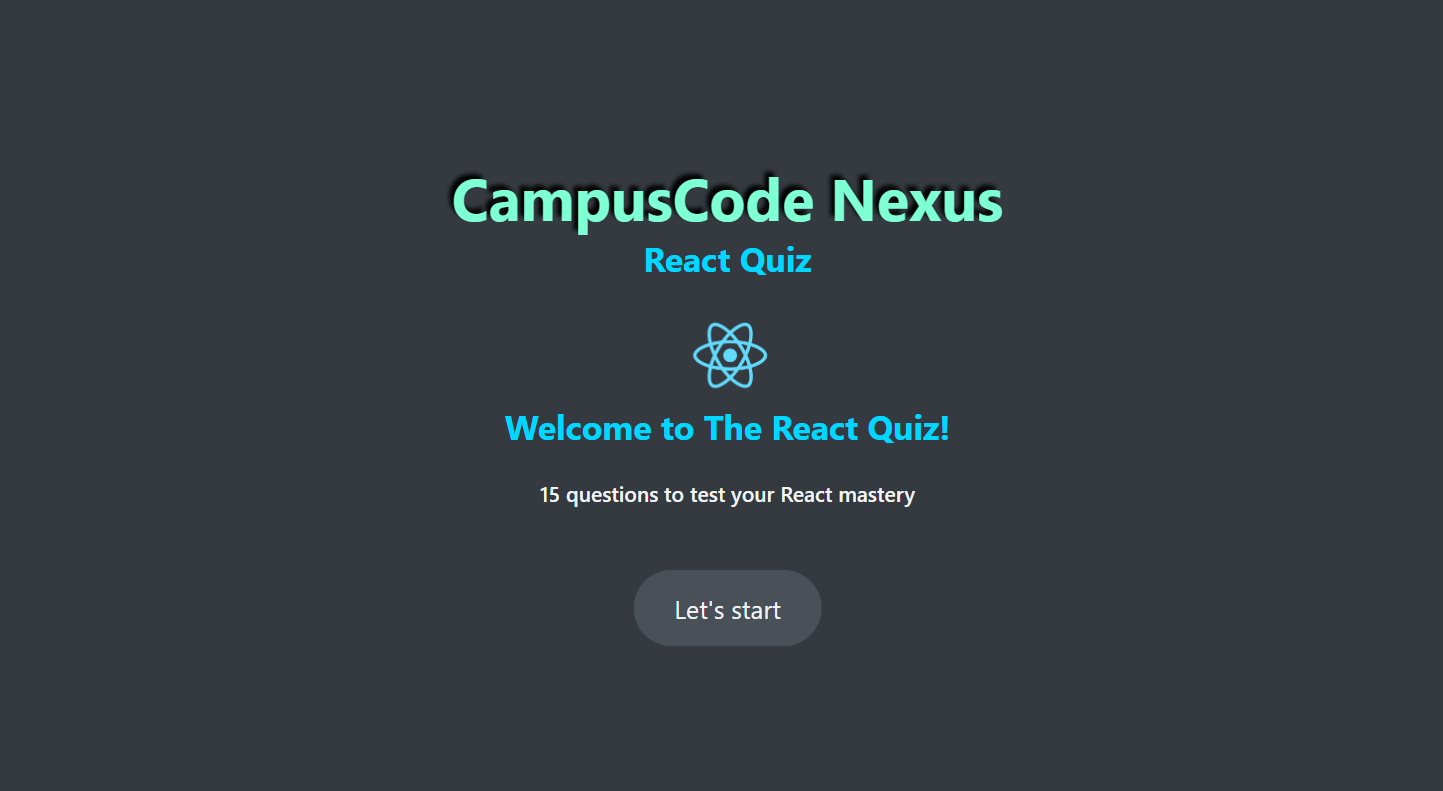 CampusCode Nexus
React Quiz
Welcome to The React Quiz!
15 questions to test your React mastery
Let's start